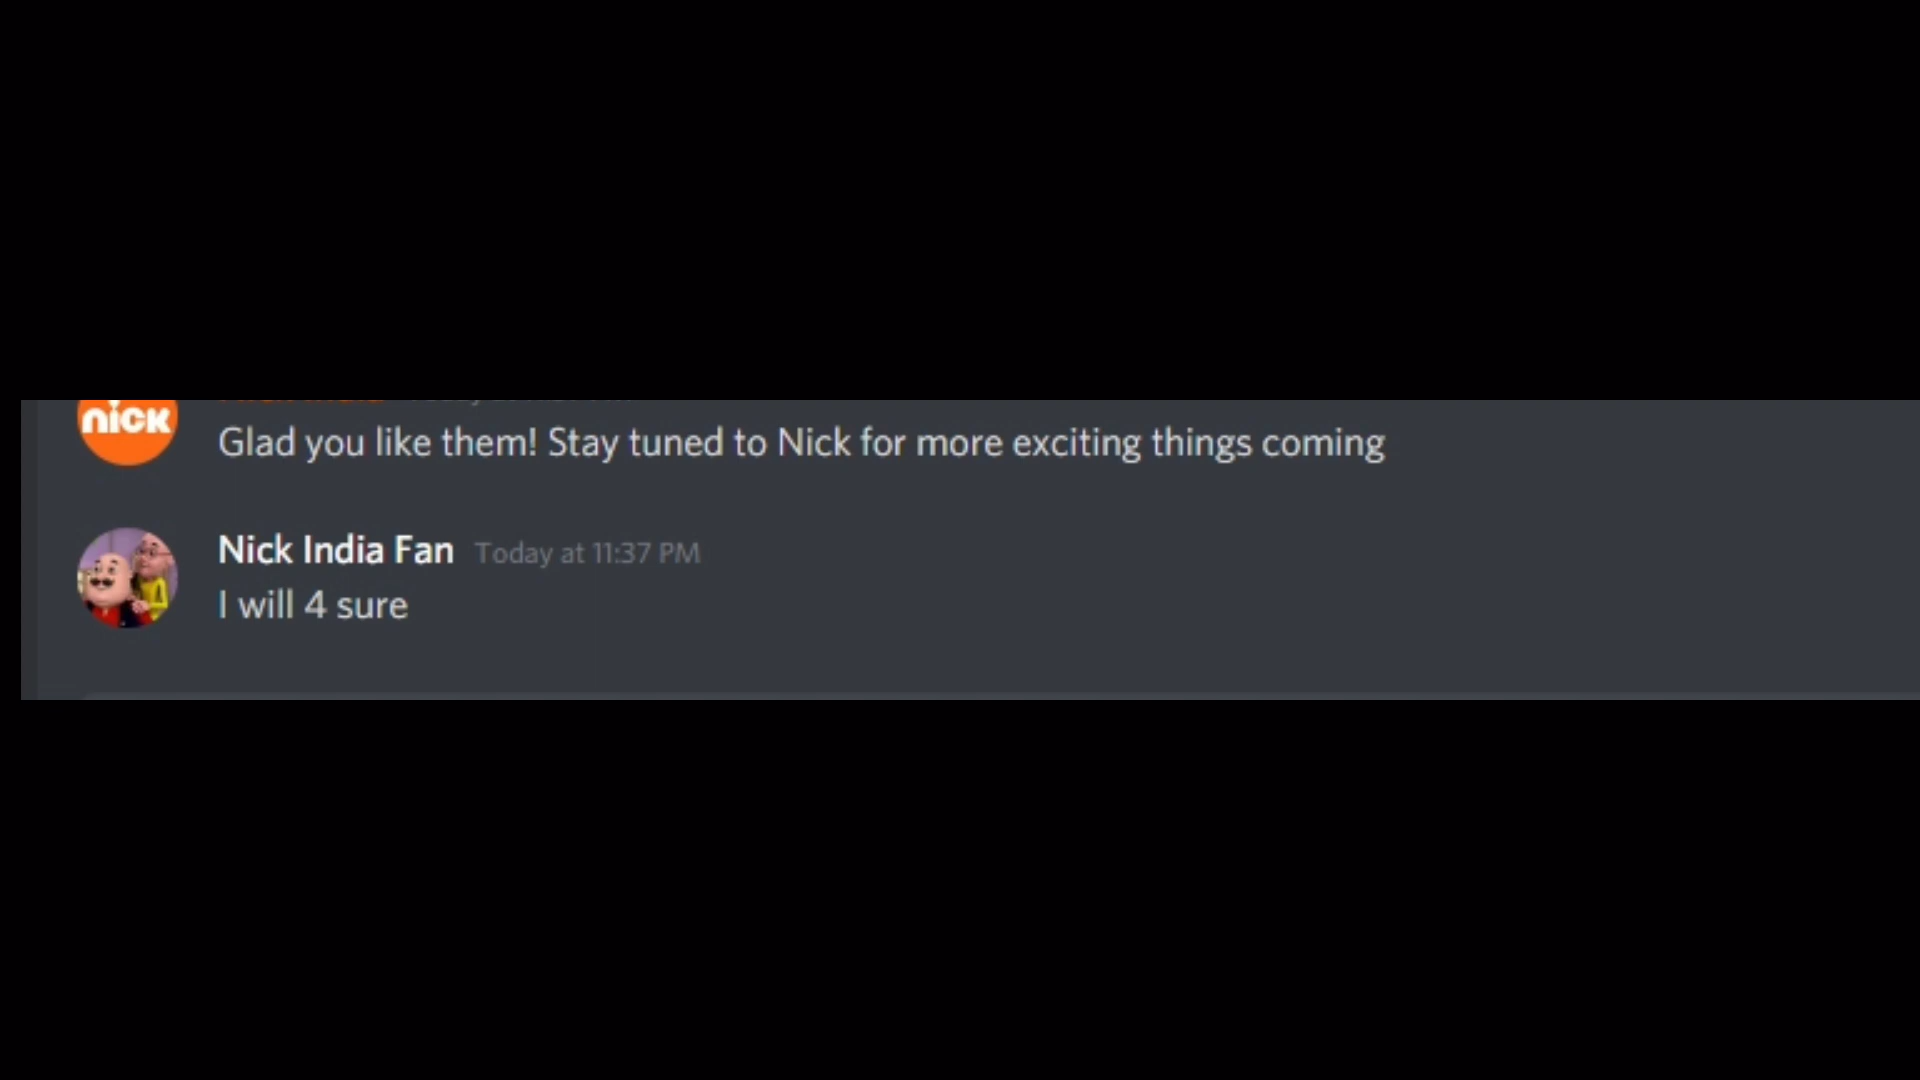 nick
Glad you like them! Stay tuned to Nick for more exciting things coming
Nick India Fan Today at 11:37 PM
I will 4 sure